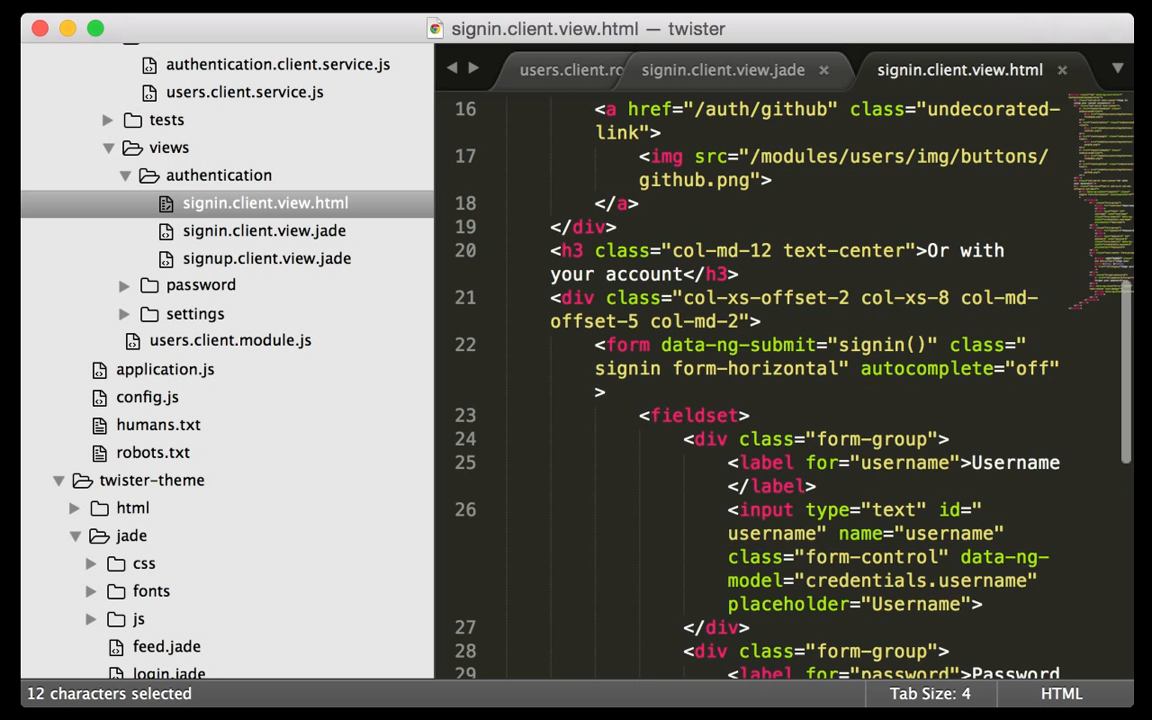 signin.client.view.html — twister
authentication.client.service.js
users.client.service.js
tests
views
authentication
signin.client.view.html
signin.client.view.jade
signup.client.view.jade
password
settings
users.client.module.js
application.js
config.js
humans.txt
robots.txt
twister-theme
html
jade
css
fonts
js
feed.jade
login.jade
users.client.ro
signin.client.view.jade
signin.client.view.html
16 <a href="/auth/github" class="undecorated-
link">
17 <img src="/modules/users/img/buttons/
github.png">
18 </a>
19 </div>
20 <h3 class="col-md-12 text-center">Or with
your account</h3>
21 <div class="col-xs-offset-2 col-xs-8 col-md-
offset-5 col-md-2">
22 <form data-ng-submit="signin()" class="
signin form-horizontal" autocomplete="off"
>
23 <fieldset>
24 <div class="form-group">
25 <label for="username">Username
</label>
26 <input type="text" id="
username" name="username"
class="form-control" data-ng-
model="credentials.username"
placeholder="Username">
27 </div>
28 <div class="form-group">
29 <label for="password">Password
12 characters selected
Tab Size: 4
HTML